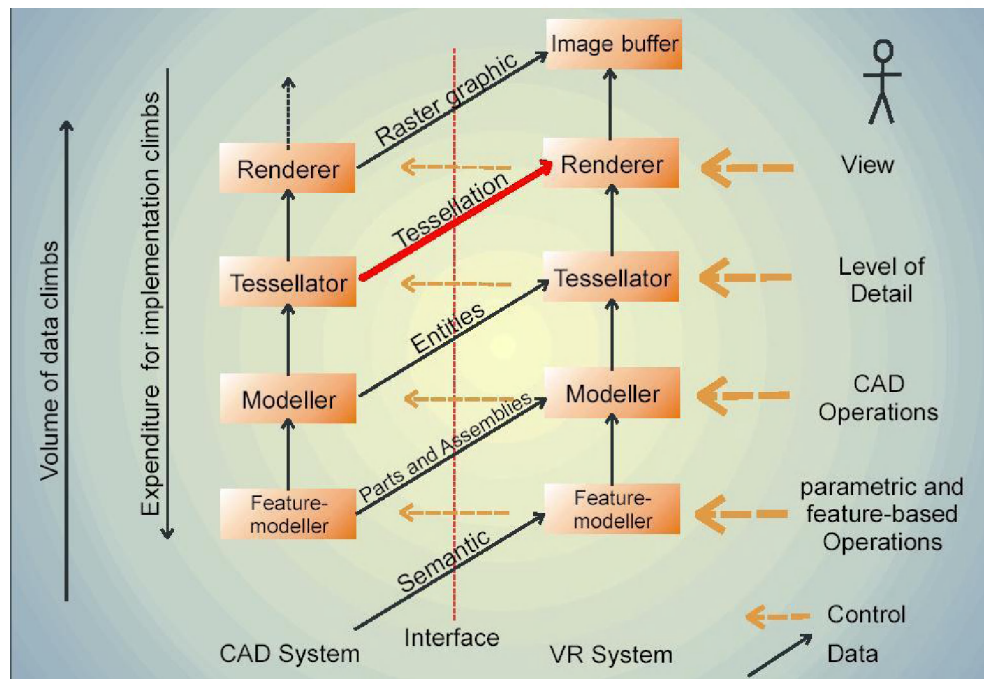 Image buffer
Raster graphic
Renderer
Renderer
View
Tessellation
Tessellator
Tessellator
Level of
Detail
Entities
Modeller
Modeller
CAD
Operations
Parts and Assemblies
Feature-
modeller
Feature-
modeller
parametric and
feature-based
Operations
Semantic
Volume of data climbs
Expenditure for implementation climbs
Control
Interface
CAD System
VR System
Data